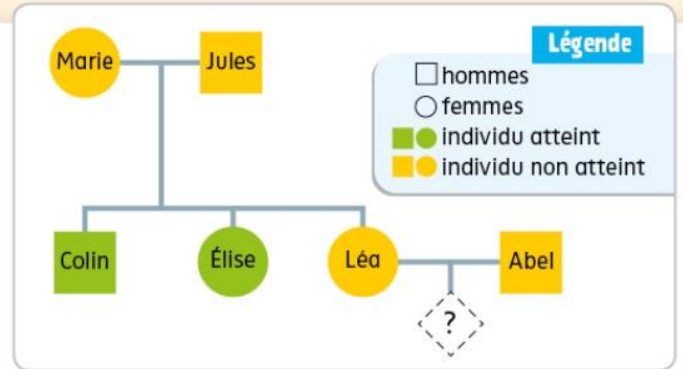 Marie
Jules
Légende
hommes
femmes
individu atteint
individu non atteint
Colin
Élise
Léa
Abel
?